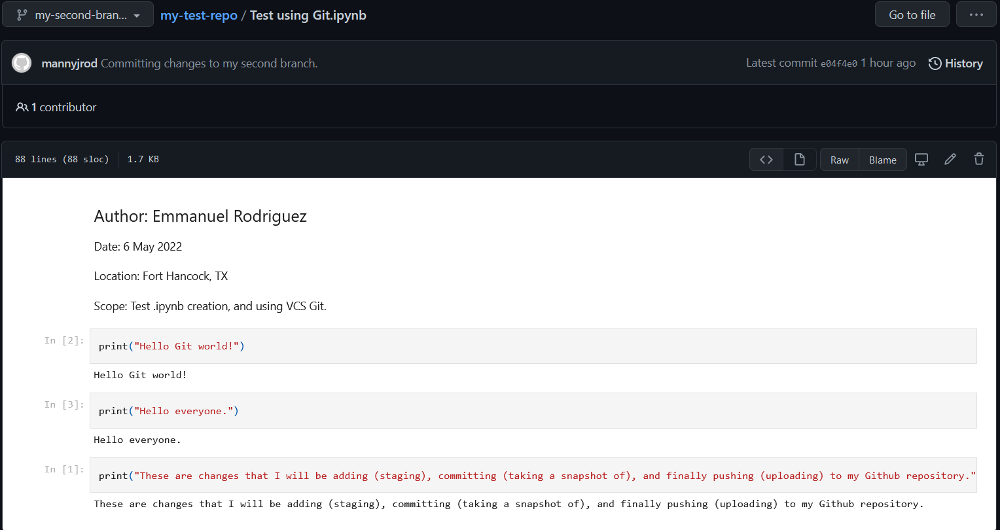 my-second-bran... my-test-repo / Test using Git.ipynb Go to file ...
mannyjrod Committing changes to my second branch. Latest commit e04f4e0 1 hour ago History
1 contributor
88 lines (88 sloc) 1.7 KB <> Raw Blame
Author: Emmanuel Rodriguez
Date: 6 May 2022
Location: Fort Hancock, TX
Scope: Test .ipynb creation, and using VCS Git.
In [2]: print("Hello Git world!")
Hello Git world!
In [3]: print("Hello everyone.")
Hello everyone.
In [1]: print("These are changes that I will be adding (staging), committing (taking a snapshot of), and finally pushing (uploading) to my Github repository."
These are changes that I will be adding (staging), committing (taking a snapshot of), and finally pushing (uploading) to my Github repository.